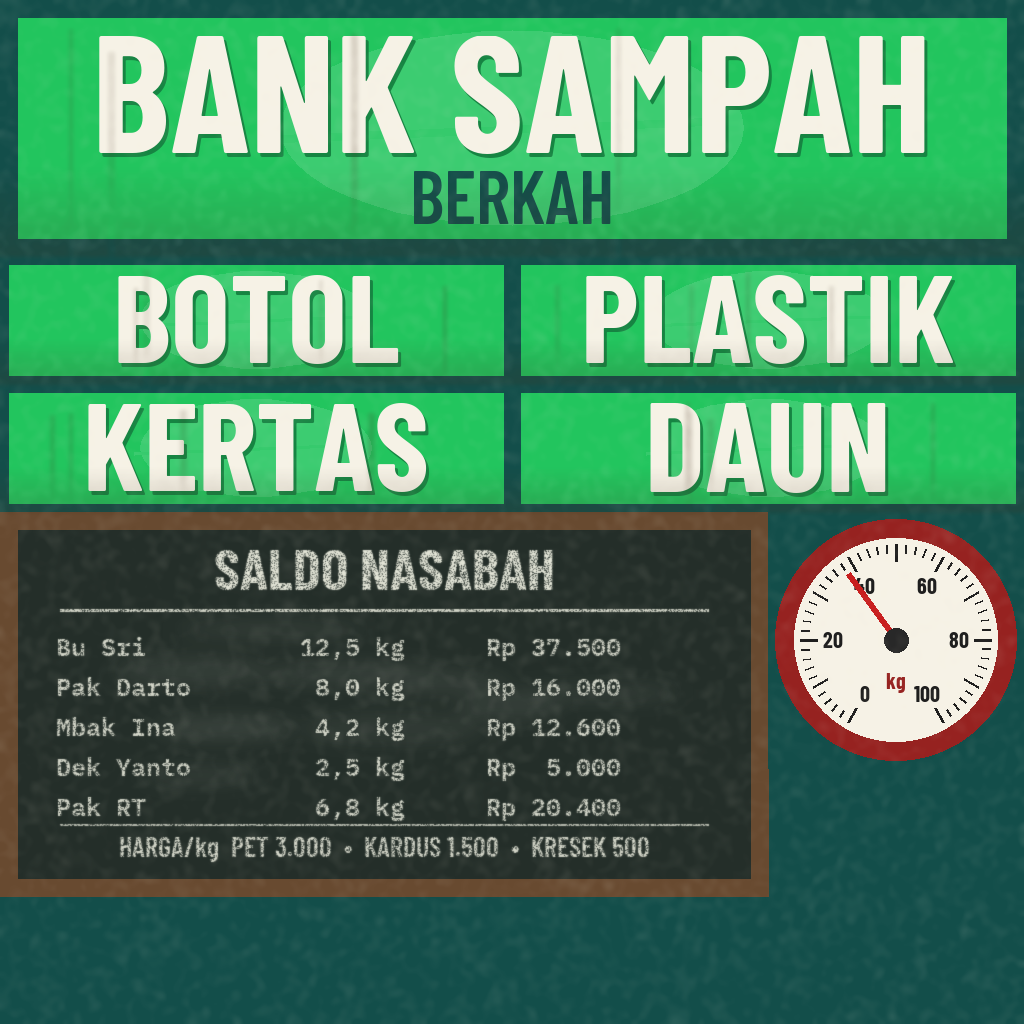 BANK SAMPAH
BERKAH
BOTOL
PLASTIK
KERTAS
DAUN
SALDO NASABAH
Bu Sri 12,5 kg Rp 37.500
Pak Darto 8,0 kg Rp 16.000
Mbak Ina 4,2 kg Rp 12.600
Dek Yanto 2,5 kg Rp 5.000
Pak RT 6,8 kg Rp 20.400
HARGA/kg PET 3.000 • KARDUS 1.500 • KRESEK 500
40 60
20 80
kg
0 100